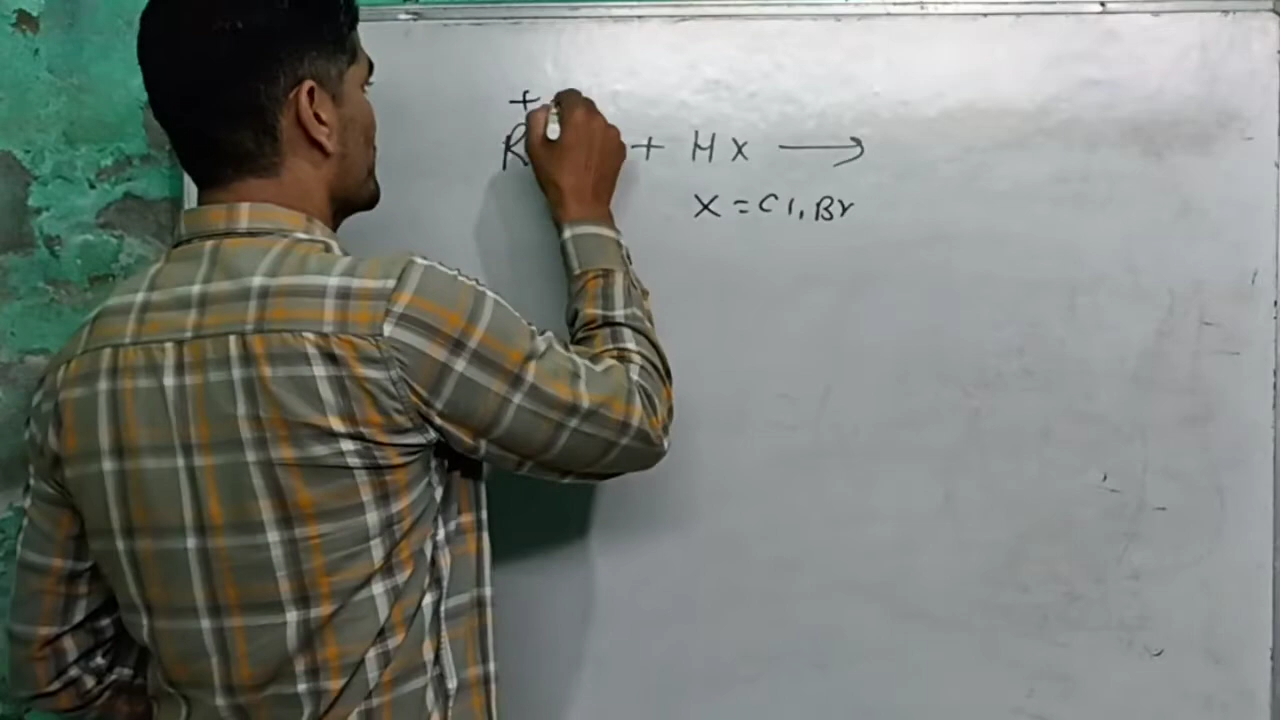 +
R + HX ⟶
X = Cl, Br